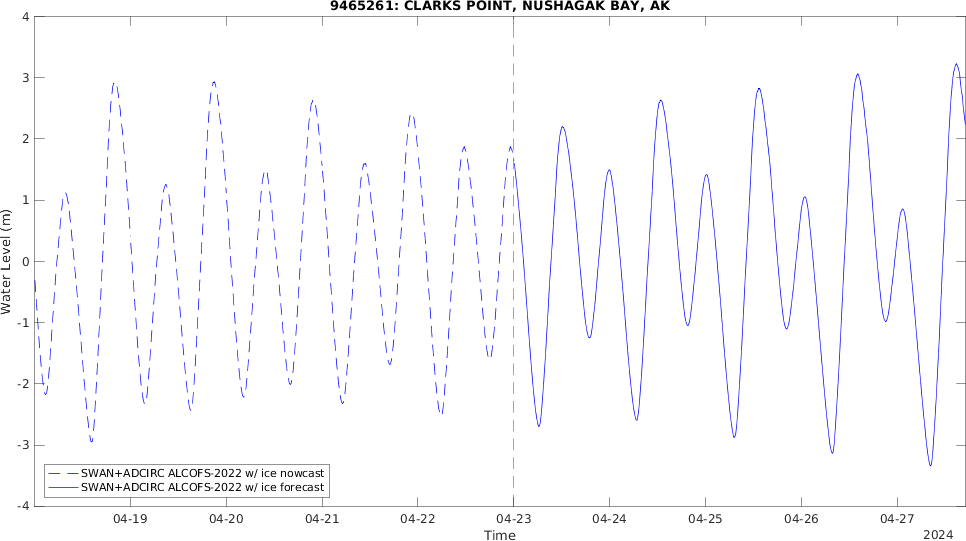 9465261: CLARKS POINT, NUSHAGAK BAY, AK
4
3
2
1
0
-1
-2
-3
-4
Water Level (m)
SWAN+ADCIRC ALCOFS-2022 w/ ice nowcast
SWAN+ADCIRC ALCOFS-2022 w/ ice forecast
04-19 04-20 04-21 04-22 04-23 04-24 04-25 04-26 04-27
Time
2024